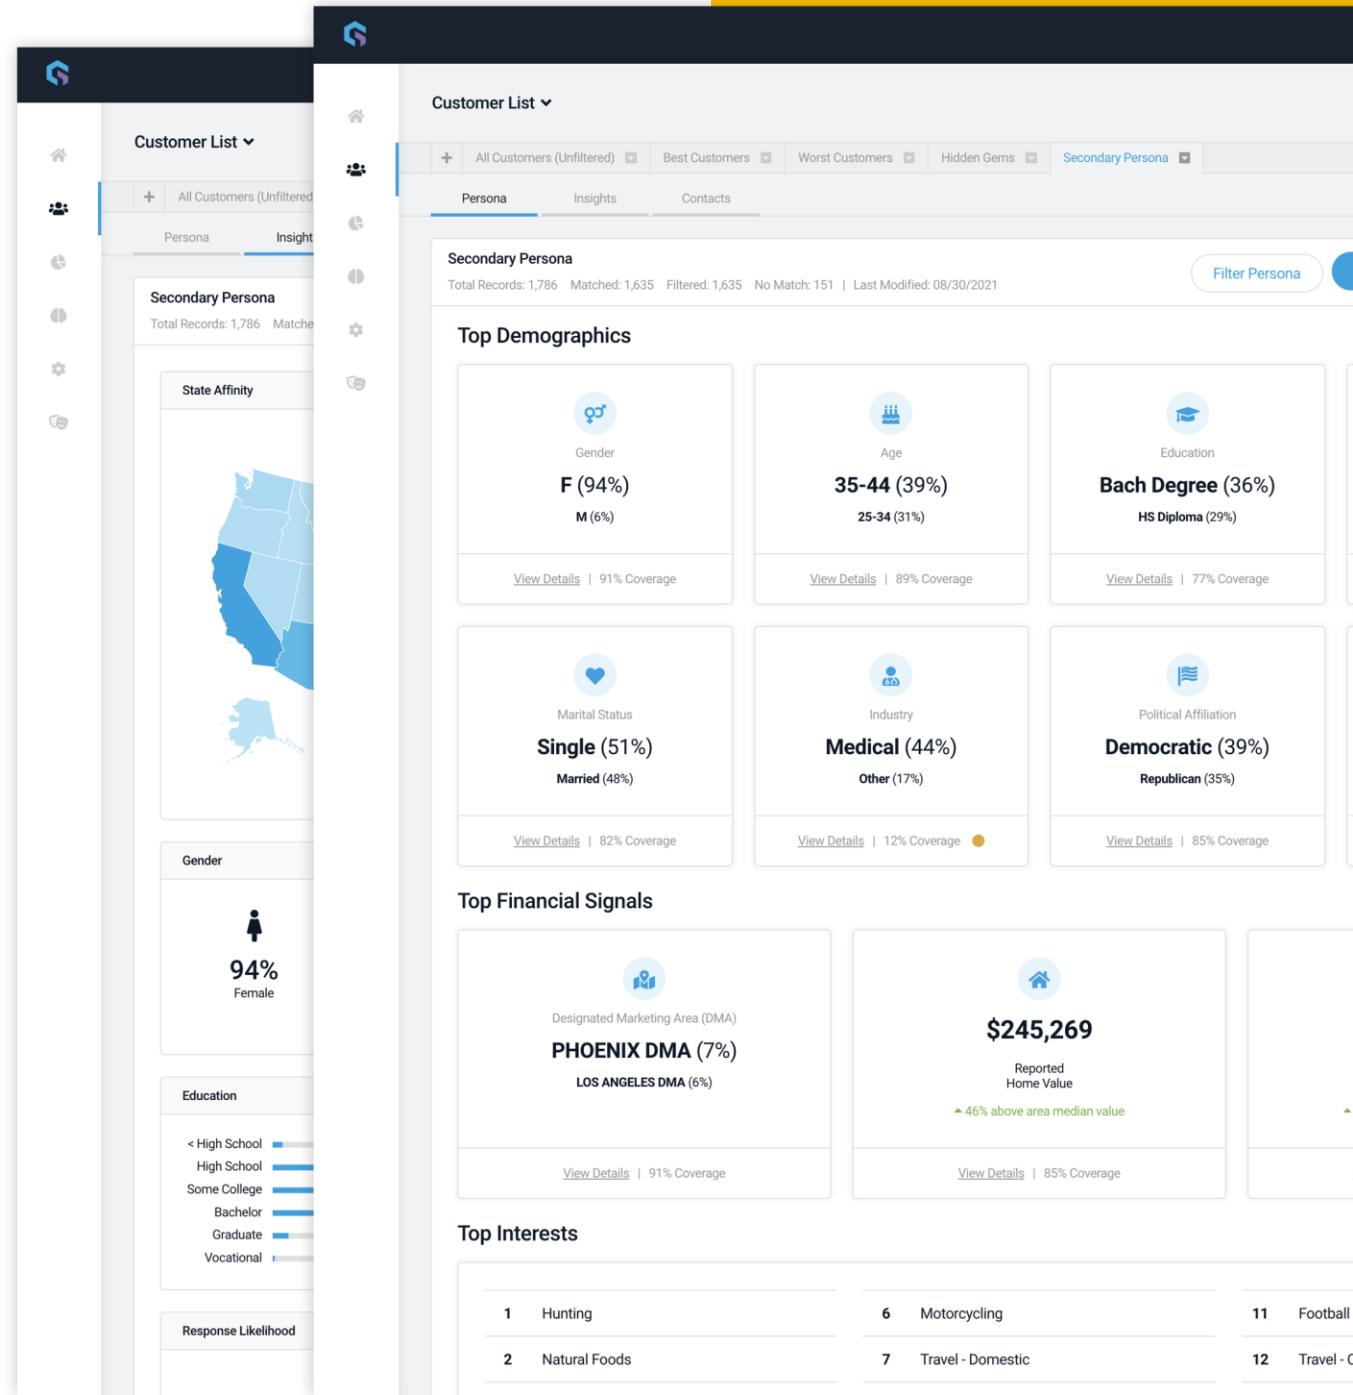 Customer List
All Customers (Unfiltered
Persona
Insight
Secondary Persona
Total Records: 1,786 Matche
State Affinity
Gender
94%
Female
Education
< High School
High School
Some College
Bachelor
Graduate
Vocational
Response Likelihood
Customer List
+ All Customers (Unfiltered) Best Customers Worst Customers Hidden Gems Secondary Persona
Persona Insights Contacts
Secondary Persona
Total Records: 1,786 Matched: 1,635 Filtered: 1,635 No Match: 151 | Last Modified: 08/30/2021
Filter Persona
Top Demographics
Gender
F (94%)
M (6%)
View Details | 91% Coverage
Age
35-44 (39%)
25-34 (31%)
View Details | 89% Coverage
Education
Bach Degree (36%)
HS Diploma (29%)
View Details | 77% Coverage
Marital Status
Single (51%)
Married (48%)
View Details | 82% Coverage
Industry
Medical (44%)
Other (17%)
View Details | 12% Coverage
Political Affiliation
Democratic (39%)
Republican (35%)
View Details | 85% Coverage
Top Financial Signals
Designated Marketing Area (DMA)
PHOENIX DMA (7%)
LOS ANGELES DMA (6%)
View Details | 91% Coverage
$245,269
Reported
Home Value
46% above area median value
View Details | 85% Coverage
Top Interests
1 Hunting
2 Natural Foods
6 Motorcycling
7 Travel - Domestic
11 Football
12 Travel -